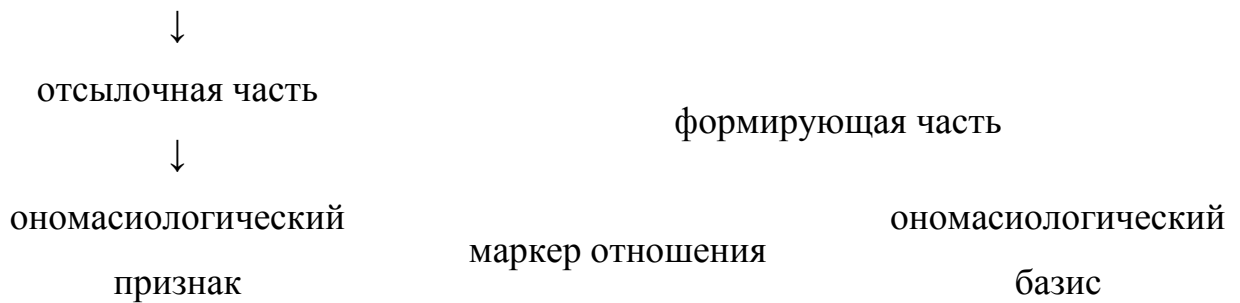 ↓
отсылочная часть
формирующая часть
↓
ономасиологический
маркер отношения
ономасиологический
признак
базис